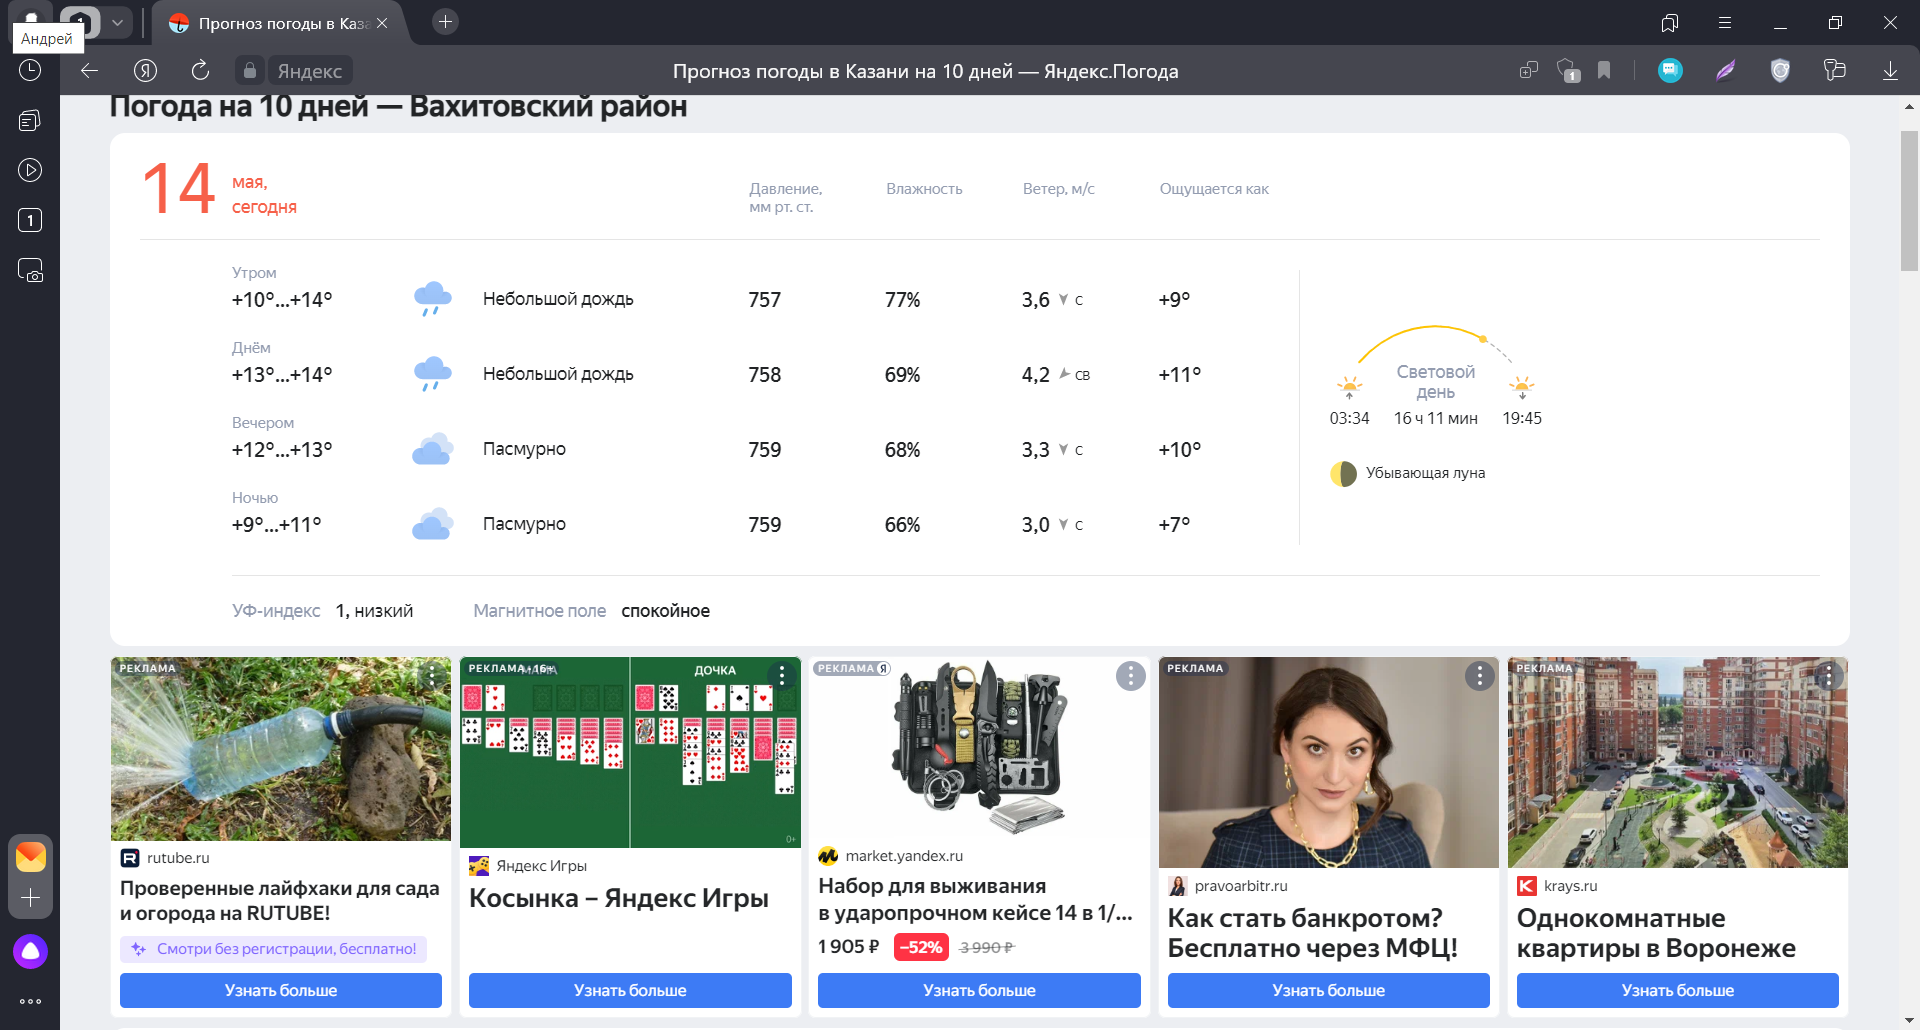 1
Прогноз погоды в Каза
Андрей
Яндекс
Прогноз погоды в Казани на 10 дней — Яндекс.Погода
1
1
Погода на 10 дней — Вахитовский район
14 мая,
сегодня
Давление,
мм рт. ст.
Влажность
Ветер, м/с
Ощущается как
Утром
+10°...+14° Небольшой дождь 757 77% 3,6 С +9°
Днём
+13°...+14° Небольшой дождь 758 69% 4,2 СВ +11°
Вечером
+12°...+13° Пасмурно 759 68% 3,3 С +10°
Ночью
+9°...+11° Пасмурно 759 66% 3,0 С +7°
Световой
день
03:34 16 ч 11 мин 19:45
Убывающая луна
УФ-индекс 1, низкий Магнитное поле спокойное
РЕКЛАМА
rutube.ru
Проверенные лайфхаки для сада
и огорода на RUTUBE!
Смотри без регистрации, бесплатно!
Узнать больше
РЕКЛАМА · 16+
ДОЧКА
0+
Яндекс Игры
Косынка – Яндекс Игры
Узнать больше
РЕКЛАМА Я
market.yandex.ru
Набор для выживания
в ударопрочном кейсе 14 в 1/...
1 905 ₽ –52% 3 990 ₽
Узнать больше
РЕКЛАМА
pravoarbitr.ru
Как стать банкротом?
Бесплатно через МФЦ!
Узнать больше
РЕКЛАМА
krays.ru
Однокомнатные
квартиры в Воронеже
Узнать больше